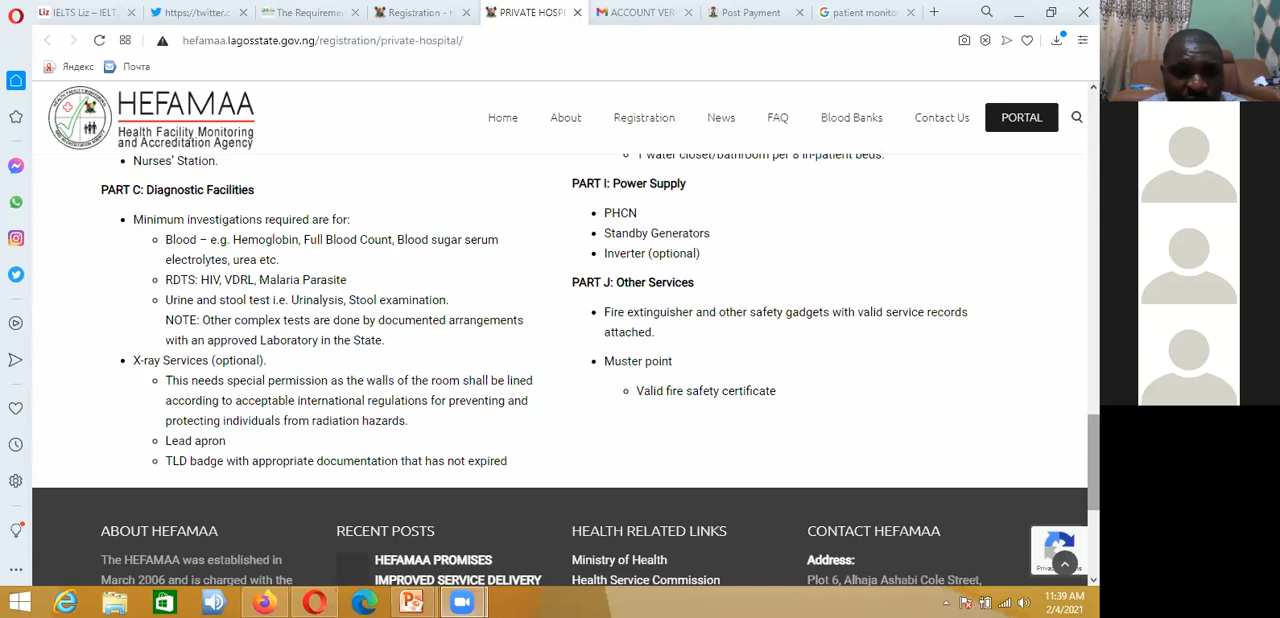 IELTS Liz – IELT
https://twitter.c
The Requireme
Registration – H
PRIVATE HOSPI
ACCOUNT VER
Post Payment
patient monito
hefamaa.lagosstate.gov.ng/registration/private-hospital/
Яндекс
Почта
HEFAMAA
Health Facility Monitoring
and Accreditation Agency
Home
About
Registration
News
FAQ
Blood Banks
Contact Us
PORTAL
• Nurses' Station.
PART C: Diagnostic Facilities
• Minimum investigations required are for:
Blood – e.g. Hemoglobin, Full Blood Count, Blood sugar serum
electrolytes, urea etc.
RDTS: HIV, VDRL, Malaria Parasite
Urine and stool test i.e. Urinalysis, Stool examination.
NOTE: Other complex tests are done by documented arrangements
with an approved Laboratory in the State.
• X-ray Services (optional).
This needs special permission as the walls of the room shall be lined
according to acceptable international regulations for preventing and
protecting individuals from radiation hazards.
Lead apron
TLD badge with appropriate documentation that has not expired
1 water closet/bathroom per 8 in-patient beds.
PART I: Power Supply
• PHCN
• Standby Generators
• Inverter (optional)
PART J: Other Services
• Fire extinguisher and other safety gadgets with valid service records
attached.
• Muster point
Valid fire safety certificate
ABOUT HEFAMAA
The HEFAMAA was established in
March 2006 and is charged with the
RECENT POSTS
HEFAMAA PROMISES
IMPROVED SERVICE DELIVERY
HEALTH RELATED LINKS
Ministry of Health
Health Service Commission
CONTACT HEFAMAA
Address:
Plot 6, Alhaja Ashabi Cole Street,
11:39 AM
2/4/2021